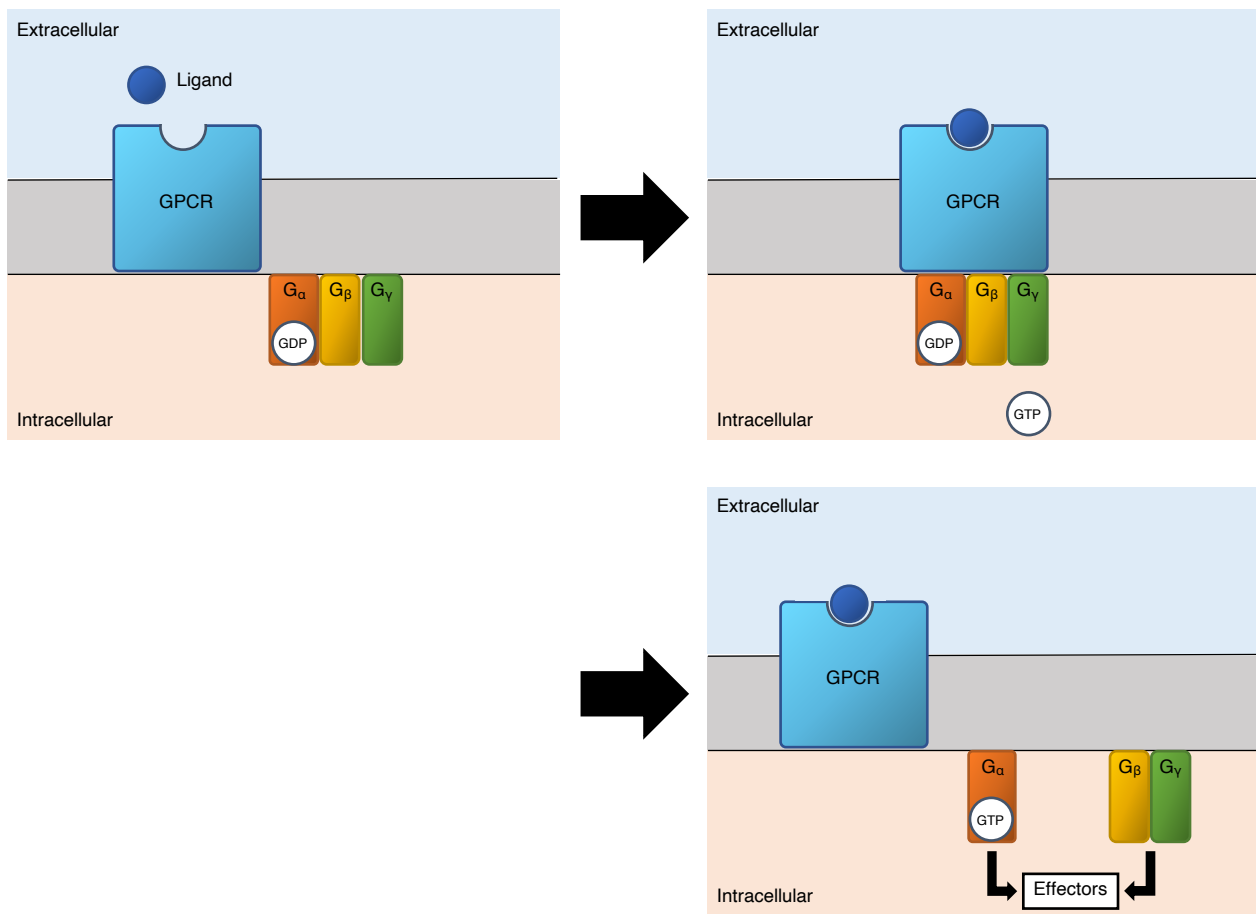 Extracellular
Ligand
GPCR
Gα Gβ Gγ
GDP
Intracellular
Extracellular
GPCR
Gα Gβ Gγ
GDP
GTP
Intracellular
Extracellular
GPCR
Gα Gβ Gγ
GTP
Effectors
Intracellular